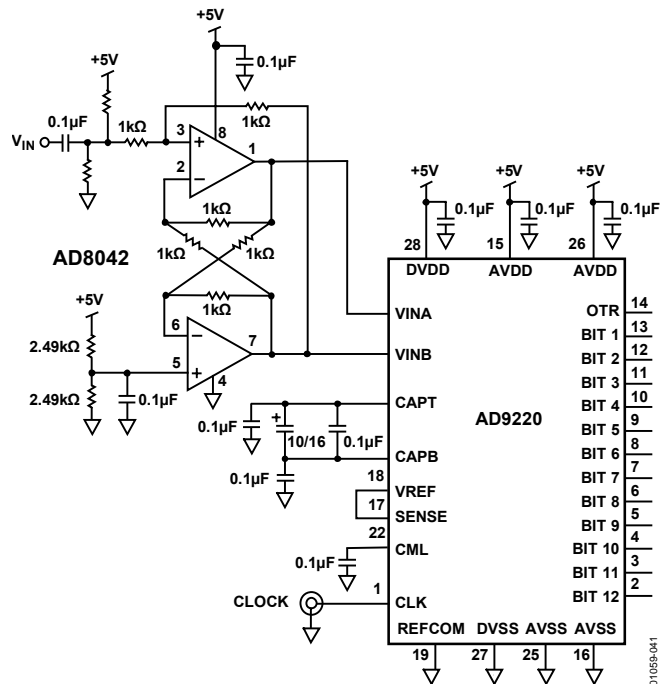 +5V
+5V
0.1µF
0.1µF
1kΩ
VIN
1kΩ
3
+
8
1
2
–
1kΩ
1kΩ
1kΩ
AD8042
1kΩ
+5V
6
–
7
5
+
4
2.49kΩ
2.49kΩ
0.1µF
+5V
+5V
+5V
0.1µF
0.1µF
0.1µF
28
15
26
DVDD
AVDD
AVDD
VINA
VINB
CAPT
0.1µF
+
10/16
0.1µF
CAPB
0.1µF
18
VREF
17
SENSE
22
CML
0.1µF
1
CLOCK
CLK
AD9220
OTR
14
BIT 1
13
BIT 2
12
BIT 3
11
BIT 4
10
BIT 5
9
BIT 6
8
BIT 7
7
BIT 8
6
BIT 9
5
BIT 10
4
BIT 11
3
BIT 12
2
REFCOM
DVSS
AVSS
AVSS
19
27
25
16
01059-041